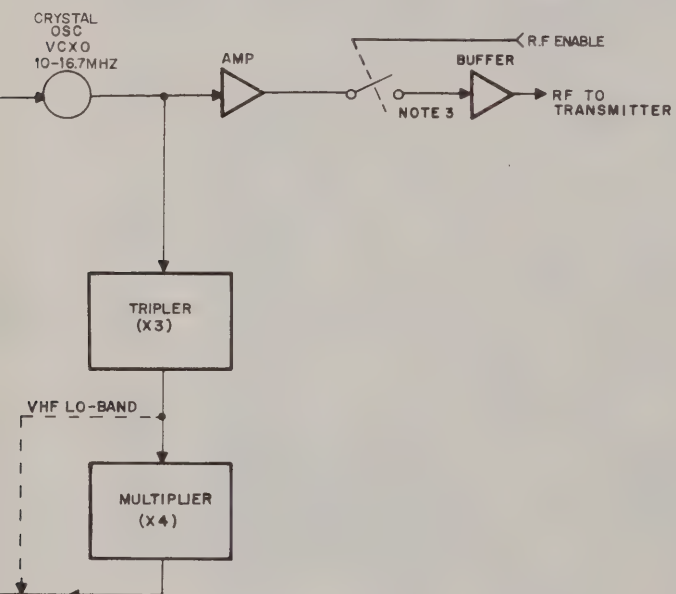 CRYSTAL
OSC
VCXO
10-16.7MHZ
AMP
R.F ENABLE
BUFFER
NOTE 3
RF TO
TRANSMITTER
TRIPLER
(X3)
VHF LO-BAND
MULTIPLIER
(X4)